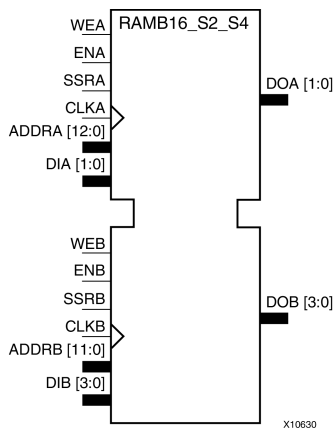 RAMB16_S2_S4
WEA
ENA
SSRA
CLKA
ADDRA [12:0]
DIA [1:0]
DOA [1:0]
WEB
ENB
SSRB
CLKB
ADDRB [11:0]
DIB [3:0]
DOB [3:0]
X10630